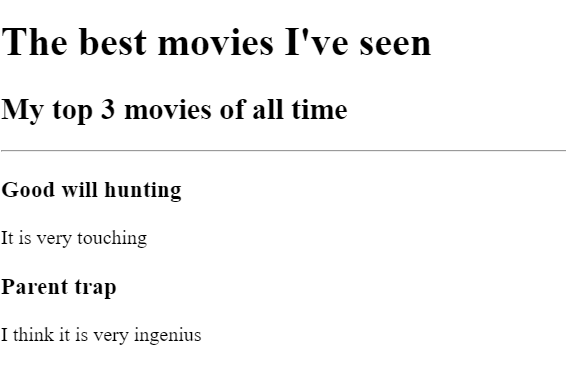 The best movies I've seen
My top 3 movies of all time
Good will hunting
It is very touching
Parent trap
I think it is very ingenius